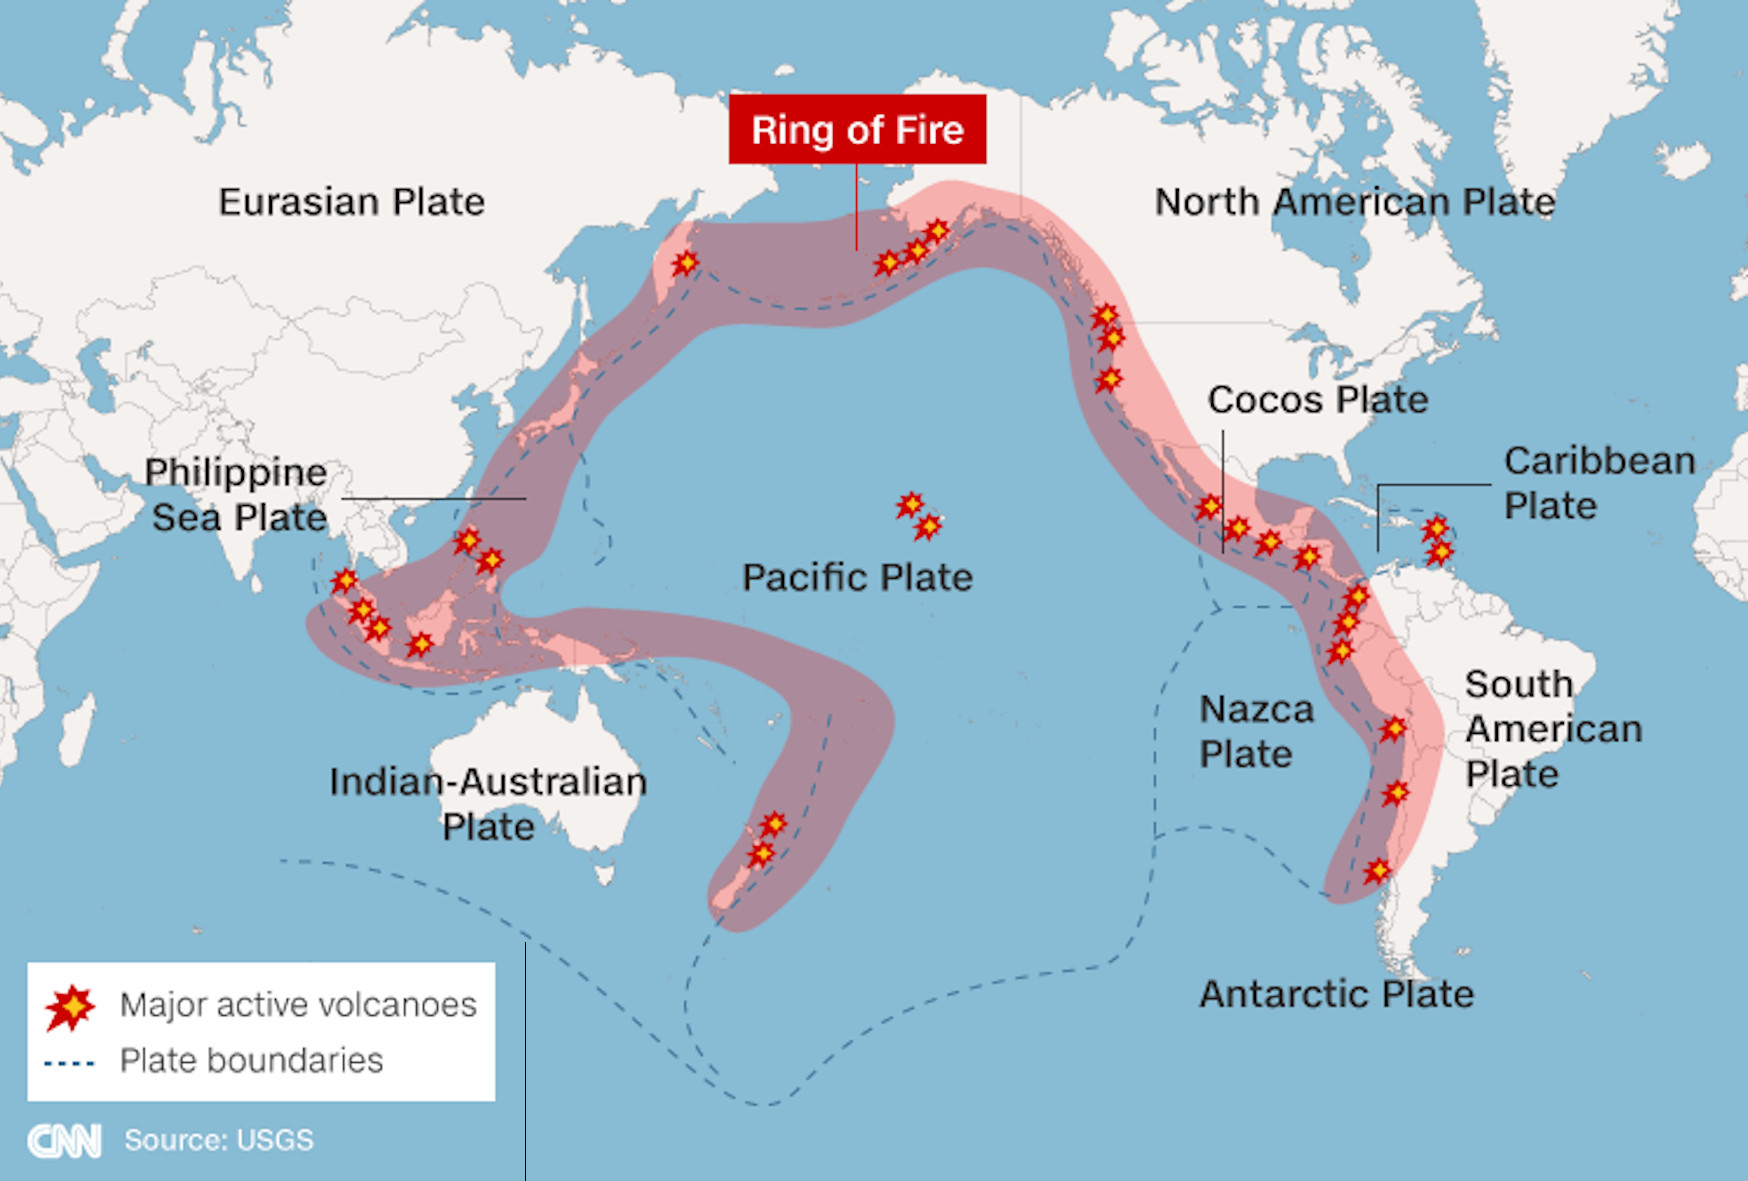 Ring of Fire
Eurasian Plate
North American Plate
Cocos Plate
Caribbean
Plate
Philippine
Sea Plate
Pacific Plate
South
American
Plate
Nazca
Plate
Indian-Australian
Plate
Antarctic Plate
Major active volcanoes
Plate boundaries
CNN Source: USGS